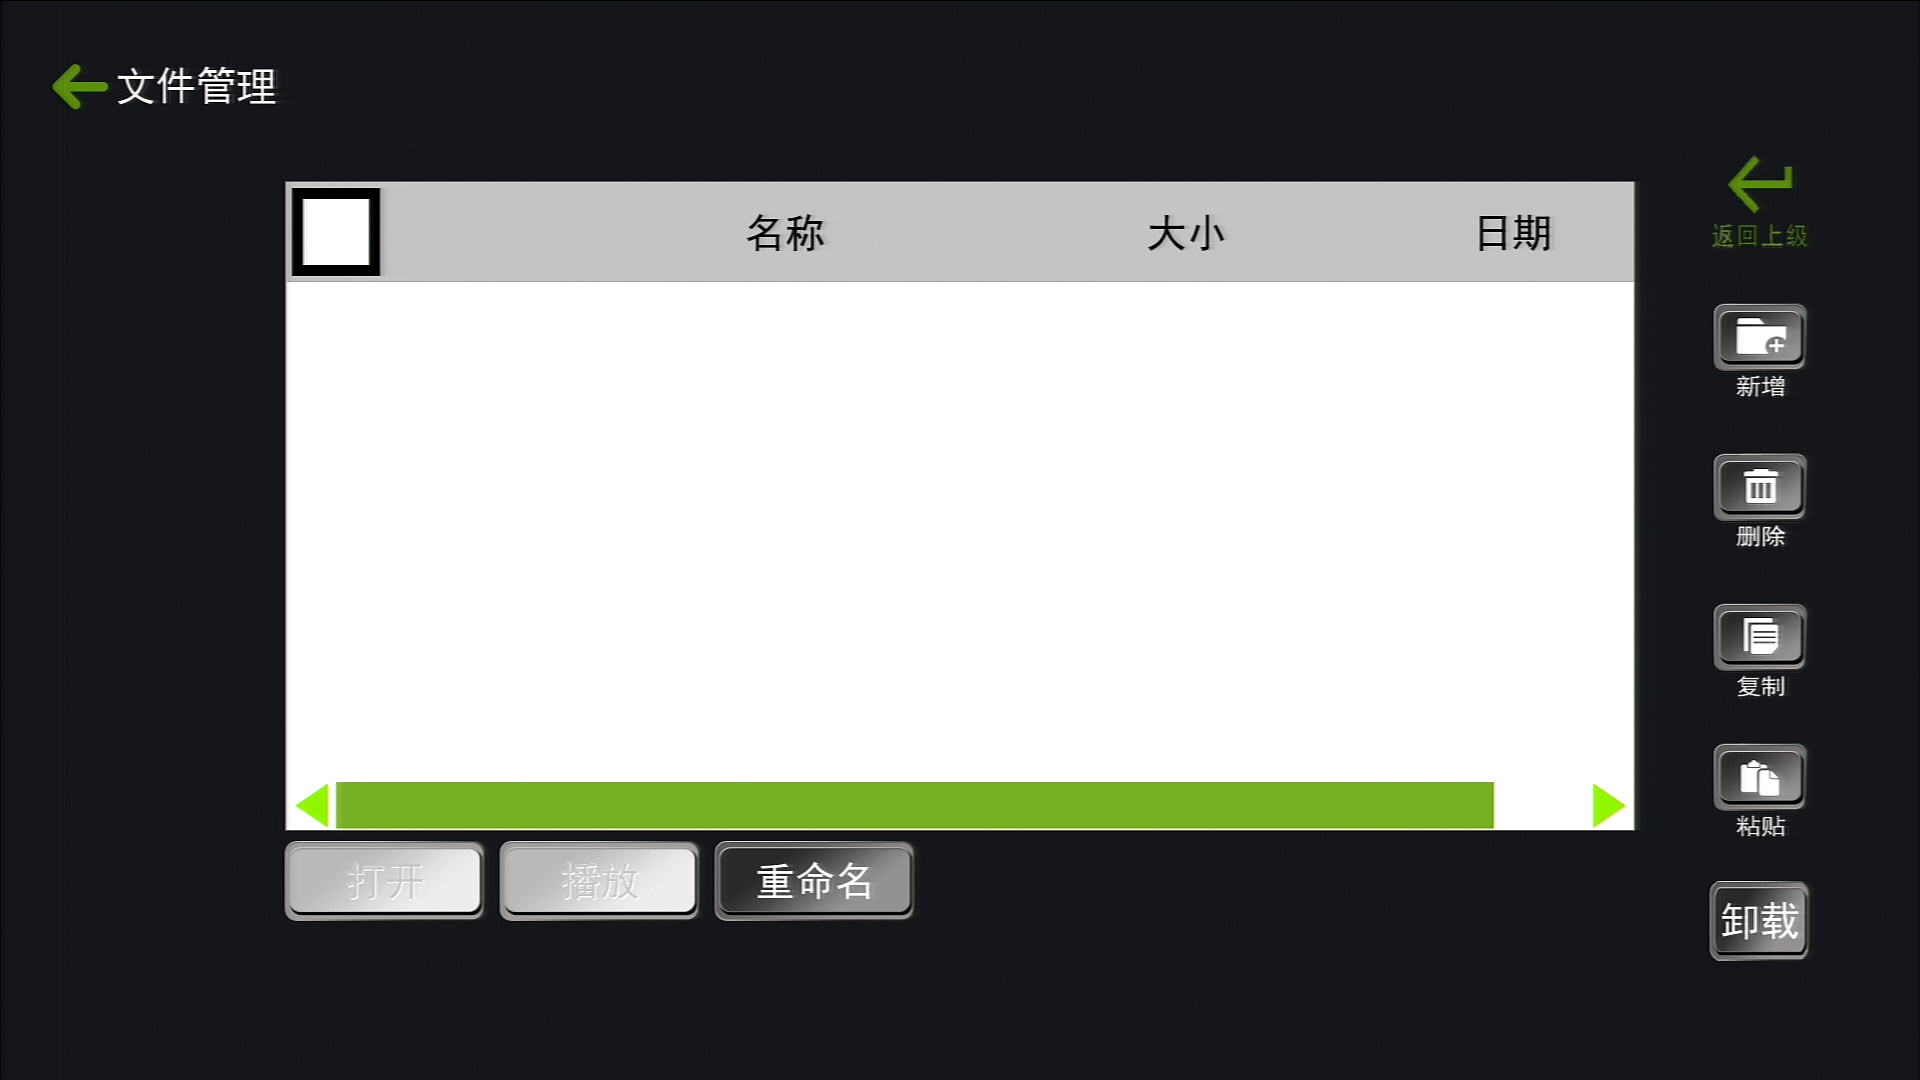 文件管理
名称 大小 日期
返回上级
新增
删除
复制
粘贴
打开 播放 重命名
卸载